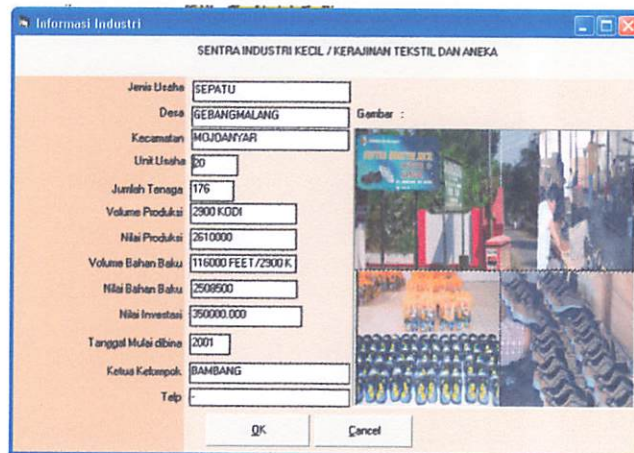 Informasi Industri
SENTRA INDUSTRI KECIL / KERAJINAN TEKSTIL DAN ANEKA
Jenis Usaha SEPATU
Desa GEBANGMALANG
Gambar :
Kecamatan MOJOANYAR
Unit Usaha 20
Jumlah Tenaga 176
Volume Produksi 2900 KODI
Nilai Produksi 2610000
Volume Bahan Baku 116000 FEET/2900 K
Nilai Bahan Baku 2508500
Nilai Investasi 350000.000
Tanggal Mulai dibina 2001
Ketua Kelompok BAMBANG
Telp -
OK Cancel